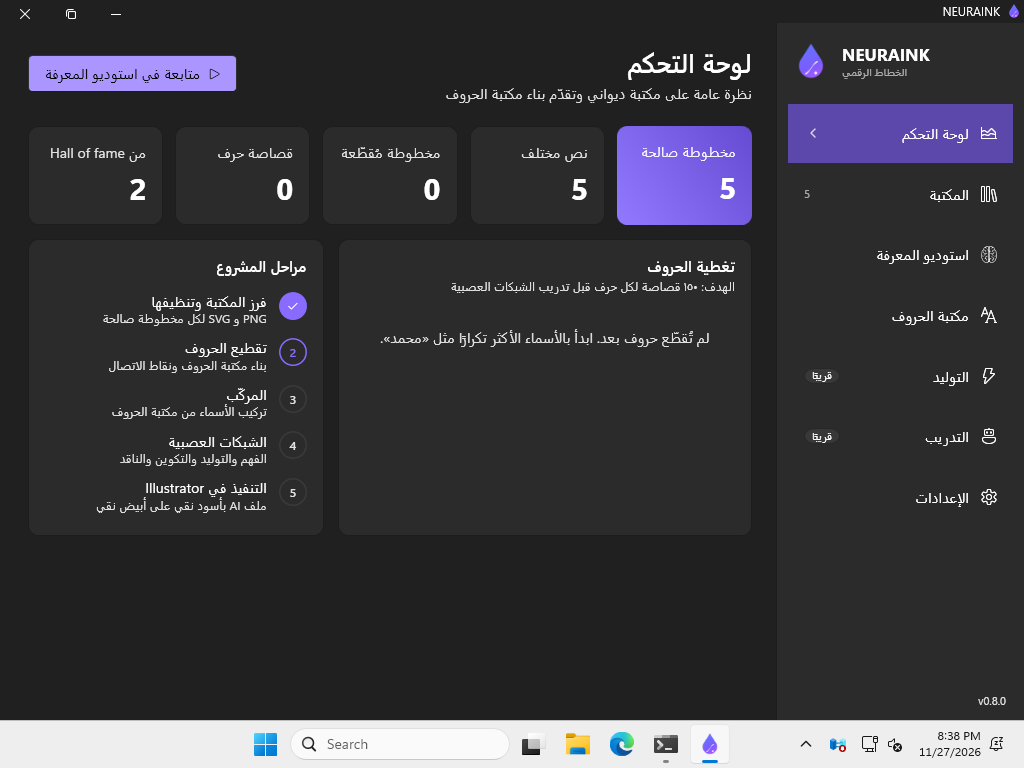 NEURAINK
NEURAINK
الخطاط الرقمي
لوحة التحكم
المكتبة
5
استوديو المعرفة
مكتبة الحروف
التوليد
قريبًا
التدريب
قريبًا
الإعدادات
v0.8.0
لوحة التحكم
نظرة عامة على مكتبة ديواني وتقدّم بناء مكتبة الحروف
متابعة في استوديو المعرفة
مخطوطة صالحة
5
نص مختلف
5
مخطوطة مُقطّعة
0
قصاصة حرف
0
من Hall of fame
2
تغطية الحروف
الهدف: ١٥٠ قصاصة لكل حرف قبل تدريب الشبكات العصبية
لم تُقطّع حروف بعد. ابدأ بالأسماء الأكثر تكرارًا مثل «محمد».
مراحل المشروع
فرز المكتبة وتنظيفها
PNG و SVG لكل مخطوطة صالحة
2
تقطيع الحروف
بناء مكتبة الحروف ونقاط الاتصال
3
المركّب
تركيب الأسماء من مكتبة الحروف
4
الشبكات العصبية
الفهم والتوليد والتكوين والناقد
5
التنفيذ في Illustrator
ملف AI بأسود نقي على أبيض نقي
Search
8:38 PM
11/27/2026